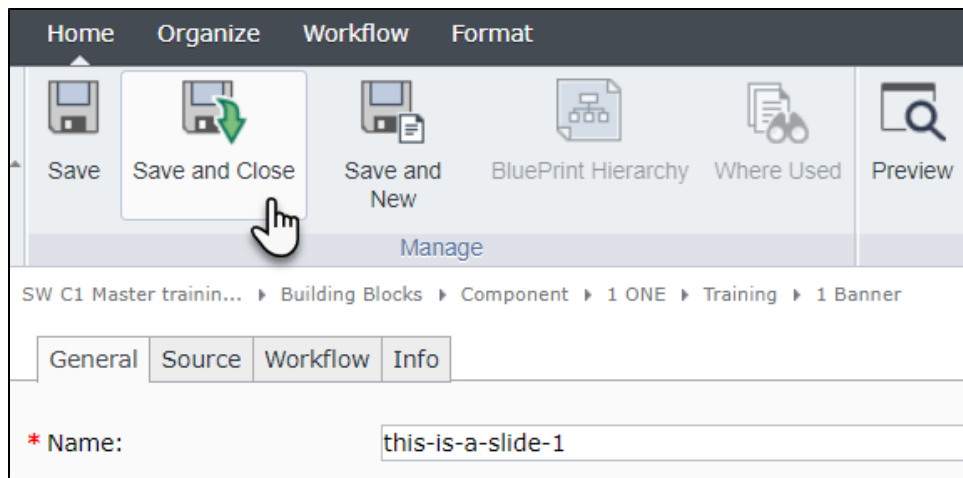 Home Organize Workflow Format
Save Save and Close Save and New BluePrint Hierarchy Where Used Preview
Manage
SW C1 Master trainin... Building Blocks Component 1 ONE Training 1 Banner
General Source Workflow Info
* Name: this-is-a-slide-1